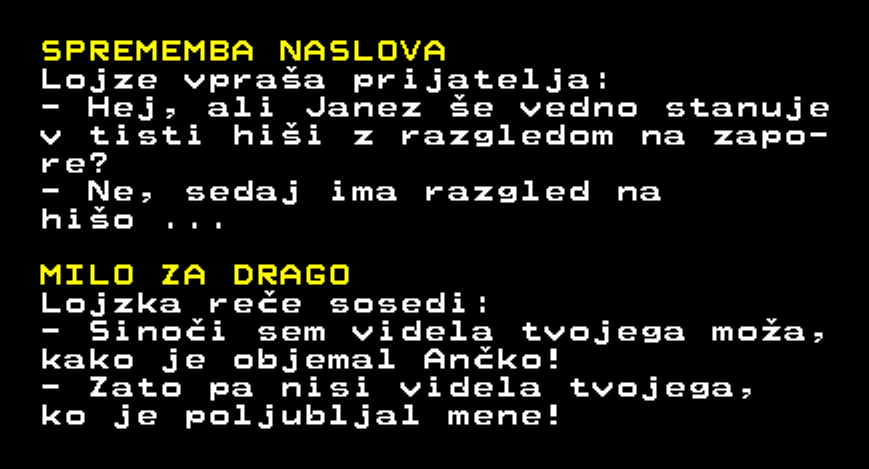 SPREMEMBA NASLOVA
Lojze vpraša prijatelja:
- Hej, ali Janez še vedno stanuje
v tisti hiši z razgledom na zapo-
re?
- Ne, sedaj ima razgled na
hišo ...
MILO ZA DRAGO
Lojzka reče sosedi:
- Sinoči sem videla tvojega moža,
kako je objemal Ančko!
- Zato pa nisi videla tvojega,
ko je poljubljal mene!